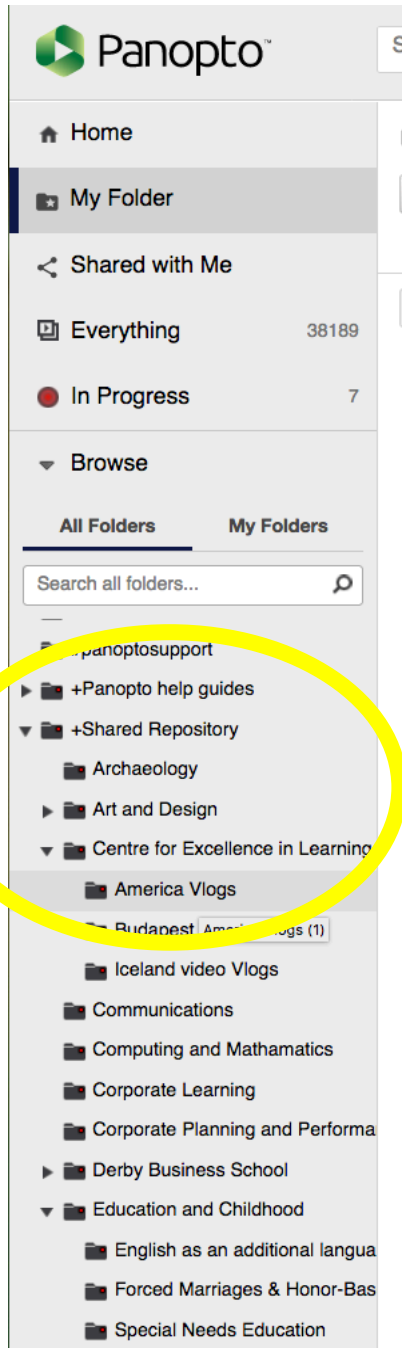 Panopto™
S
Home
My Folder
Shared with Me
Everything 38189
In Progress 7
Browse
All Folders My Folders
Search all folders...
panoptosupport
+Panopto help guides
+Shared Repository
Archaeology
Art and Design
Centre for Excellence in Learning
America Vlogs
Budapest (1)
Iceland video Vlogs
Communications
Computing and Mathamatics
Corporate Learning
Corporate Planning and Performa
Derby Business School
Education and Childhood
English as an additional langua
Forced Marriages & Honor-Bas
Special Needs Education